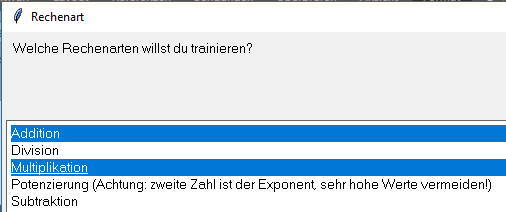 Rechenart
Welche Rechenarten willst du trainieren?
Addition
Division
Multiplikation
Potenzierung (Achtung: zweite Zahl ist der Exponent, sehr hohe Werte vermeiden!)
Subtraktion